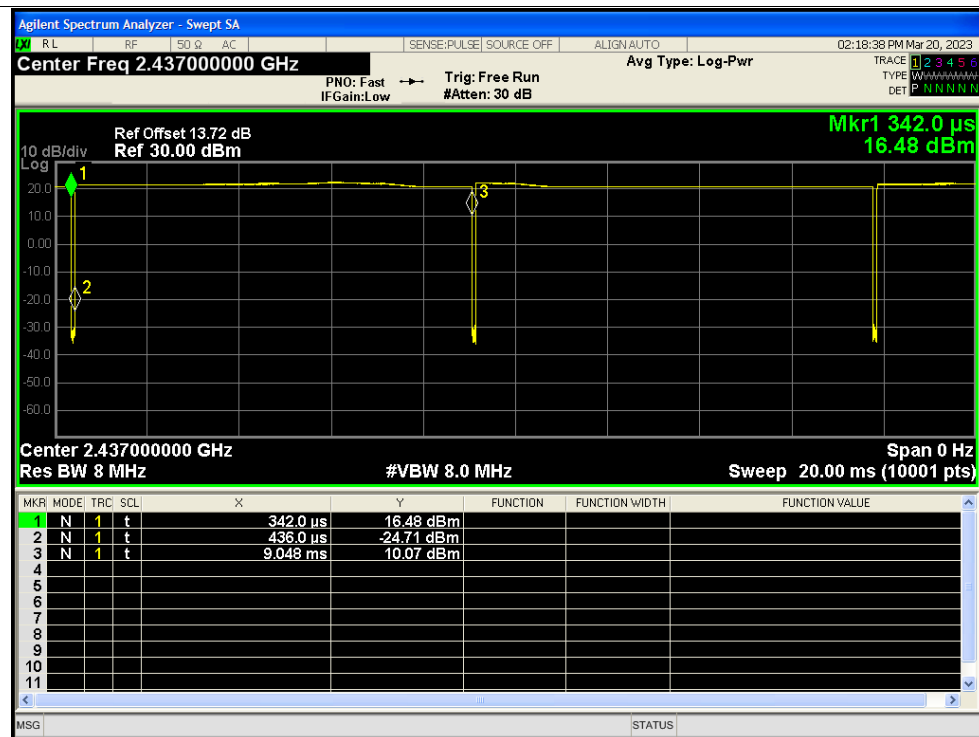 Agilent Spectrum Analyzer - Swept SA
LXI RL RF 50 Ω AC SENSE:PULSE SOURCE OFF ALIGN AUTO 02:18:38 PM Mar 20, 2023
Center Freq 2.437000000 GHz Avg Type: Log-Pwr TRACE 1 2 3 4 5 6
PNO: Fast Trig: Free Run TYPE WWWWWW
IFGain:Low #Atten: 30 dB DET P N N N N N
Mkr1 342.0 µs
Ref Offset 13.72 dB
10 dB/div Ref 30.00 dBm 16.48 dBm
Log
1
20.0
3
10.0
0.00
-10.0
2
-20.0
-30.0
-40.0
-50.0
-60.0
Center 2.437000000 GHz Span 0 Hz
Res BW 8 MHz #VBW 8.0 MHz Sweep 20.00 ms (10001 pts)
MKR MODE TRC SCL X Y FUNCTION FUNCTION WIDTH FUNCTION VALUE
1 N 1 t 342.0 µs 16.48 dBm
2 N 1 t 436.0 µs -24.71 dBm
3 N 1 t 9.048 ms 10.07 dBm
4
5
6
7
8
9
10
11
MSG STATUS